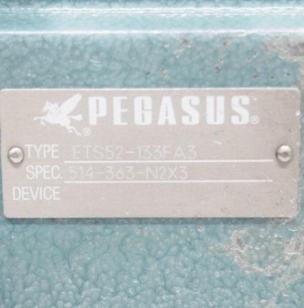 PEGASUS®
TYPE ETS52-133FA3
SPEC. 514-363-N2X3
DEVICE